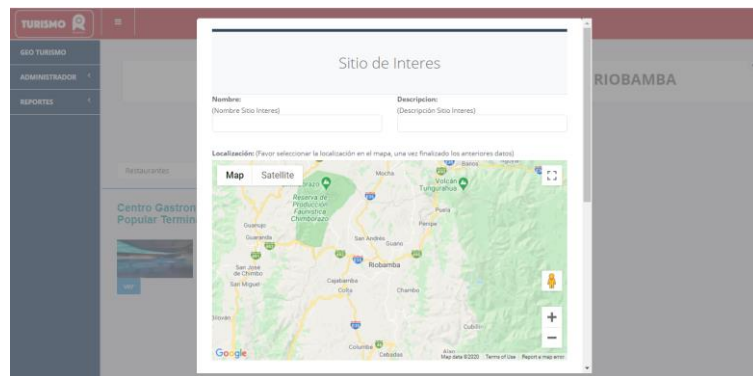 TURISMO
GEO TURISMO
ADMINISTRADOR
REPORTES
RIOBAMBA
Restaurantes
Centro Gastron
Popular Termin
ver
Sitio de Interes
Nombre:
(Nombre Sitio Interes)
Descripcion:
(Descripción Sitio Interes)
Localización: (Favor seleccionar la localización en el mapa, una vez finalizado los anteriores datos)
Map Satellite
Mocha
Volcán
Tungurahua
Reserva de
Producción
Faunística
Chimborazo
Puela
Guanujo
Guaranda
Penipe
San Andrés
Guano
San José
de Chimbo
Riobamba
San Miguel
Cajabamba
Colta
Chambo
Columbe
Cebadas
Google
Map data ©2020 Terms of Use Report a map error